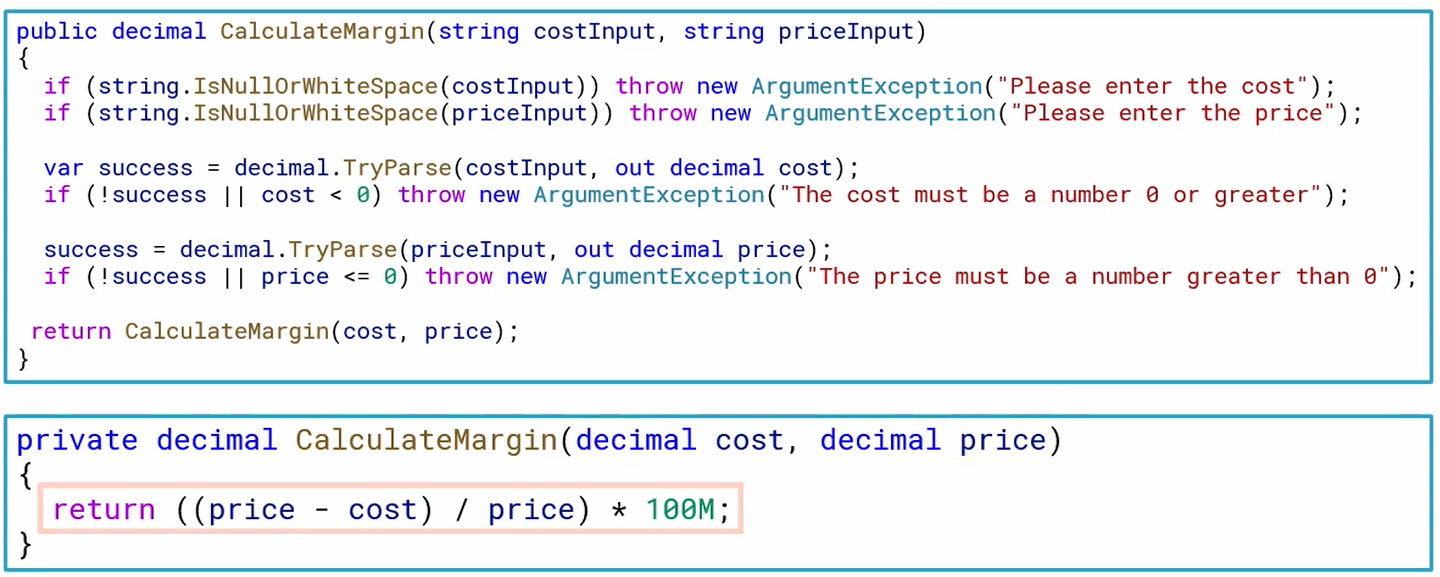 public decimal CalculateMargin(string costInput, string priceInput)
{
if (string.IsNullOrWhiteSpace(costInput)) throw new ArgumentException("Please enter the cost");
if (string.IsNullOrWhiteSpace(priceInput)) throw new ArgumentException("Please enter the price");
var success = decimal.TryParse(costInput, out decimal cost);
if (!success || cost < 0) throw new ArgumentException("The cost must be a number 0 or greater");
success = decimal.TryParse(priceInput, out decimal price);
if (!success || price <= 0) throw new ArgumentException("The price must be a number greater than 0");
return CalculateMargin(cost, price);
}
private decimal CalculateMargin(decimal cost, decimal price)
{
return ((price - cost) / price) * 100M;
}